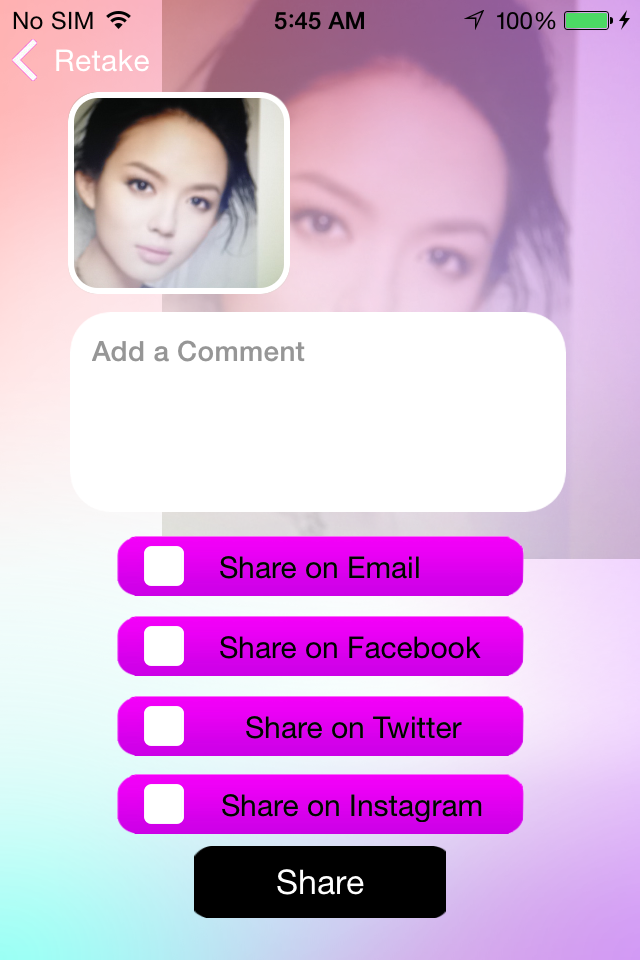 No SIM 5:45 AM 100%
Retake
Add a Comment
Share on Email
Share on Facebook
Share on Twitter
Share on Instagram
Share